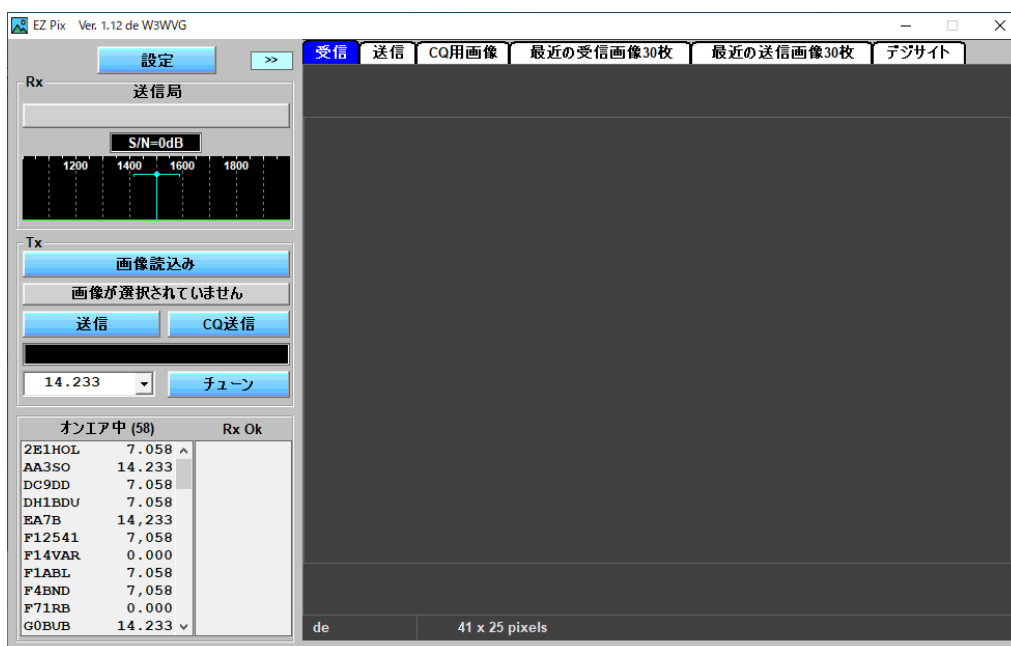 EZ Pix Ver. 1.12 de W3WVG
設定
>>
受信 送信 CQ用画像 最近の受信画像30枚 最近の送信画像30枚 デジサイト
Rx
送信局
S/N=0dB
1200 1400 1600 1800
Tx
画像読込み
画像が選択されていません
送信 CQ送信
14.233 チューン
オンエア中 (58) Rx Ok
2E1HOL 7.058
AA3SO 14.233
DC9DD 7.058
DH1BDU 7.058
EA7B 14,233
F12541 7,058
F14VAR 0.000
F1ABL 7.058
F4BND 7,058
F71RB 0.000
G0BUB 14.233
de 41 x 25 pixels